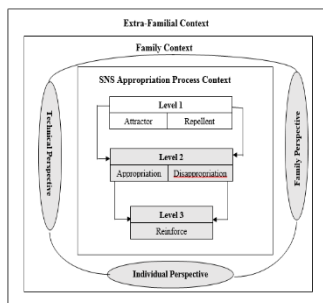 Extra-Familial Context
Family Context
SNS Appropriation Process Context
Level 1
Attractor Repellent
Level 2
Appropriation Disappropriation
Level 3
Reinforce
Technical Perspective
Family Perspective
Individual Perspective